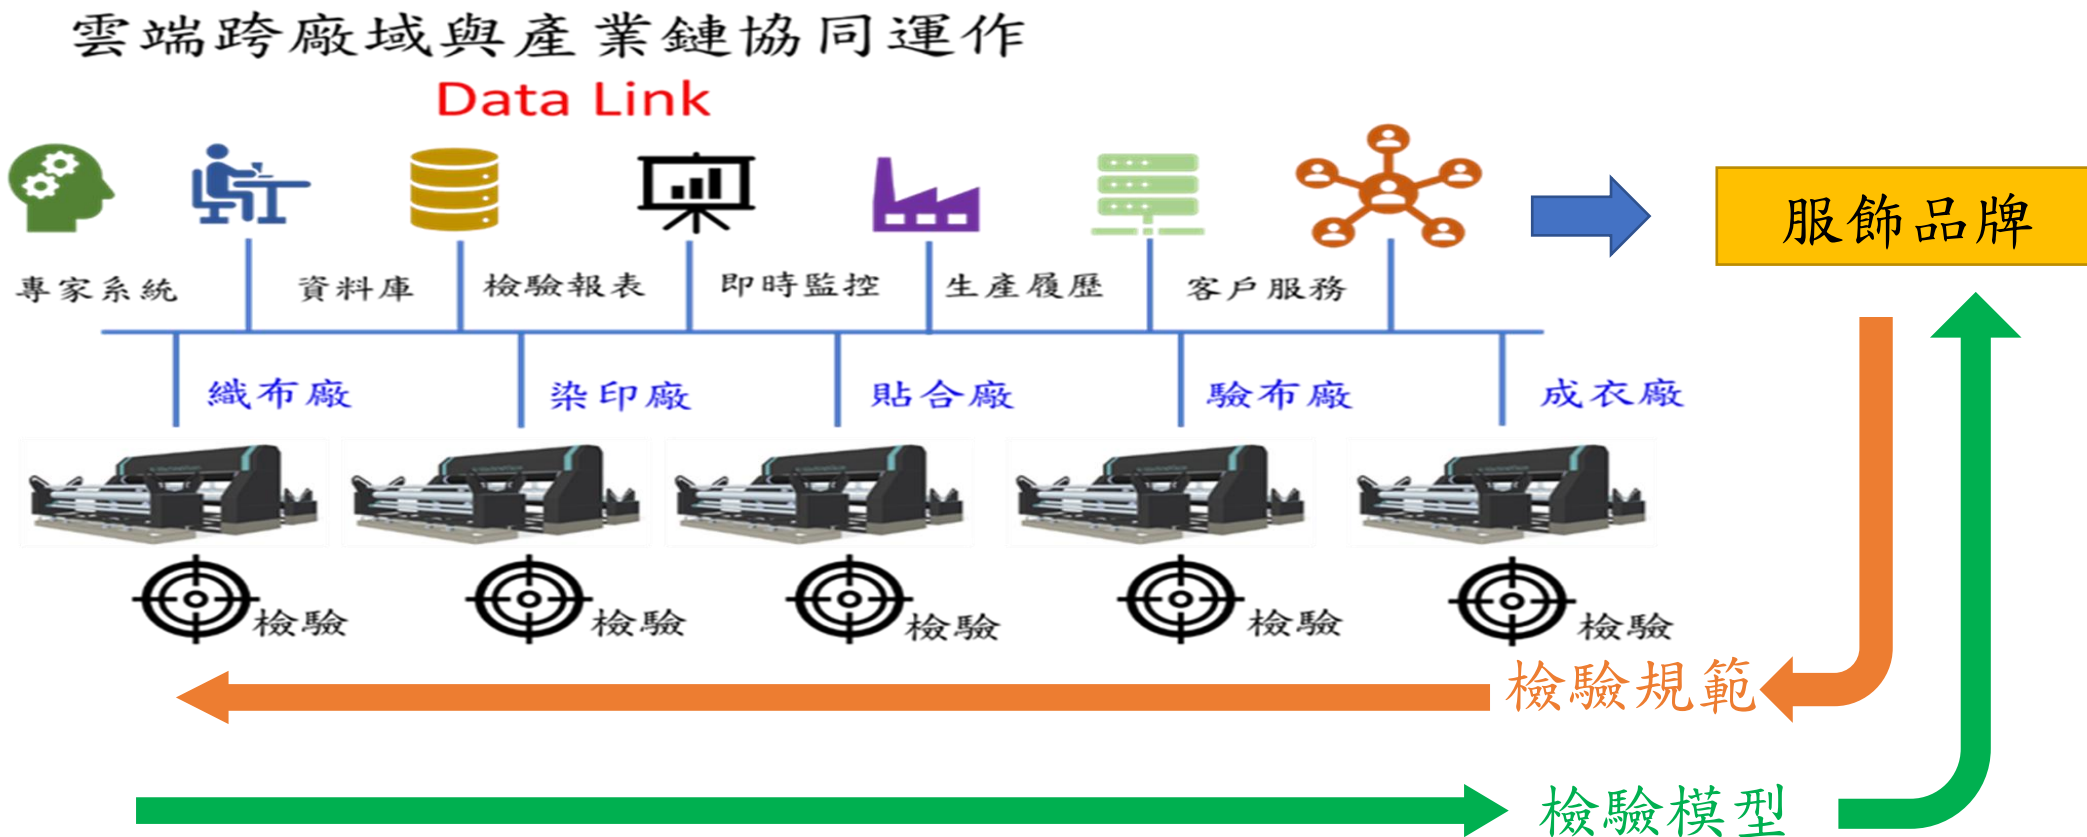 雲端跨廠域與產業鏈協同運作
Data Link
服飾品牌
專家系統 資料庫 檢驗報表 即時監控 生產履歷 客戶服務
織布廠 染印廠 貼合廠 驗布廠 成衣廠
檢驗 檢驗 檢驗 檢驗 檢驗
檢驗規範
檢驗模型